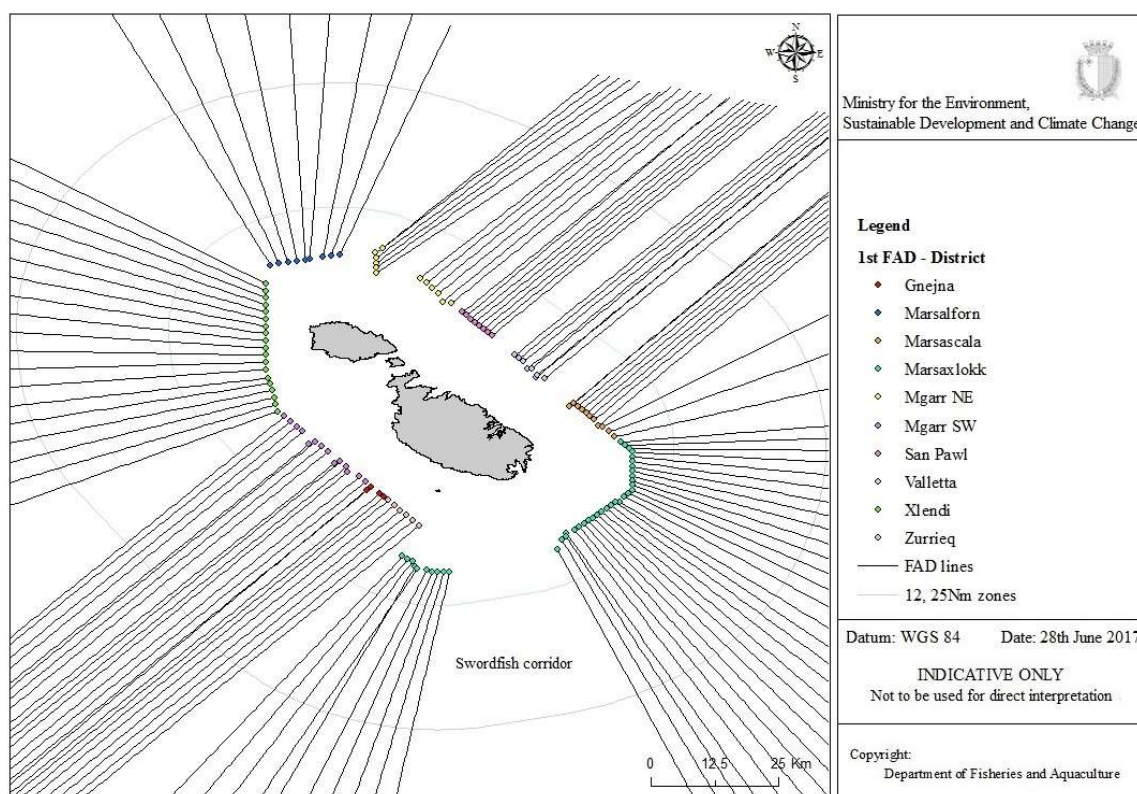 N
W E
S
Swordfish corridor
0 12.5 25 Km
Ministry for the Environment,
Sustainable Development and Climate Change
Legend
1st FAD - District
Gnejna
Marsalforn
Marsascala
Marsaxlokk
Mgarr NE
Mgarr SW
San Pawl
Valletta
Xlendi
Zurrieq
FAD lines
12, 25Nm zones
Datum: WGS 84 Date: 28th June 2017
INDICATIVE ONLY
Not to be used for direct interpretation
Copyright:
Department of Fisheries and Aquaculture